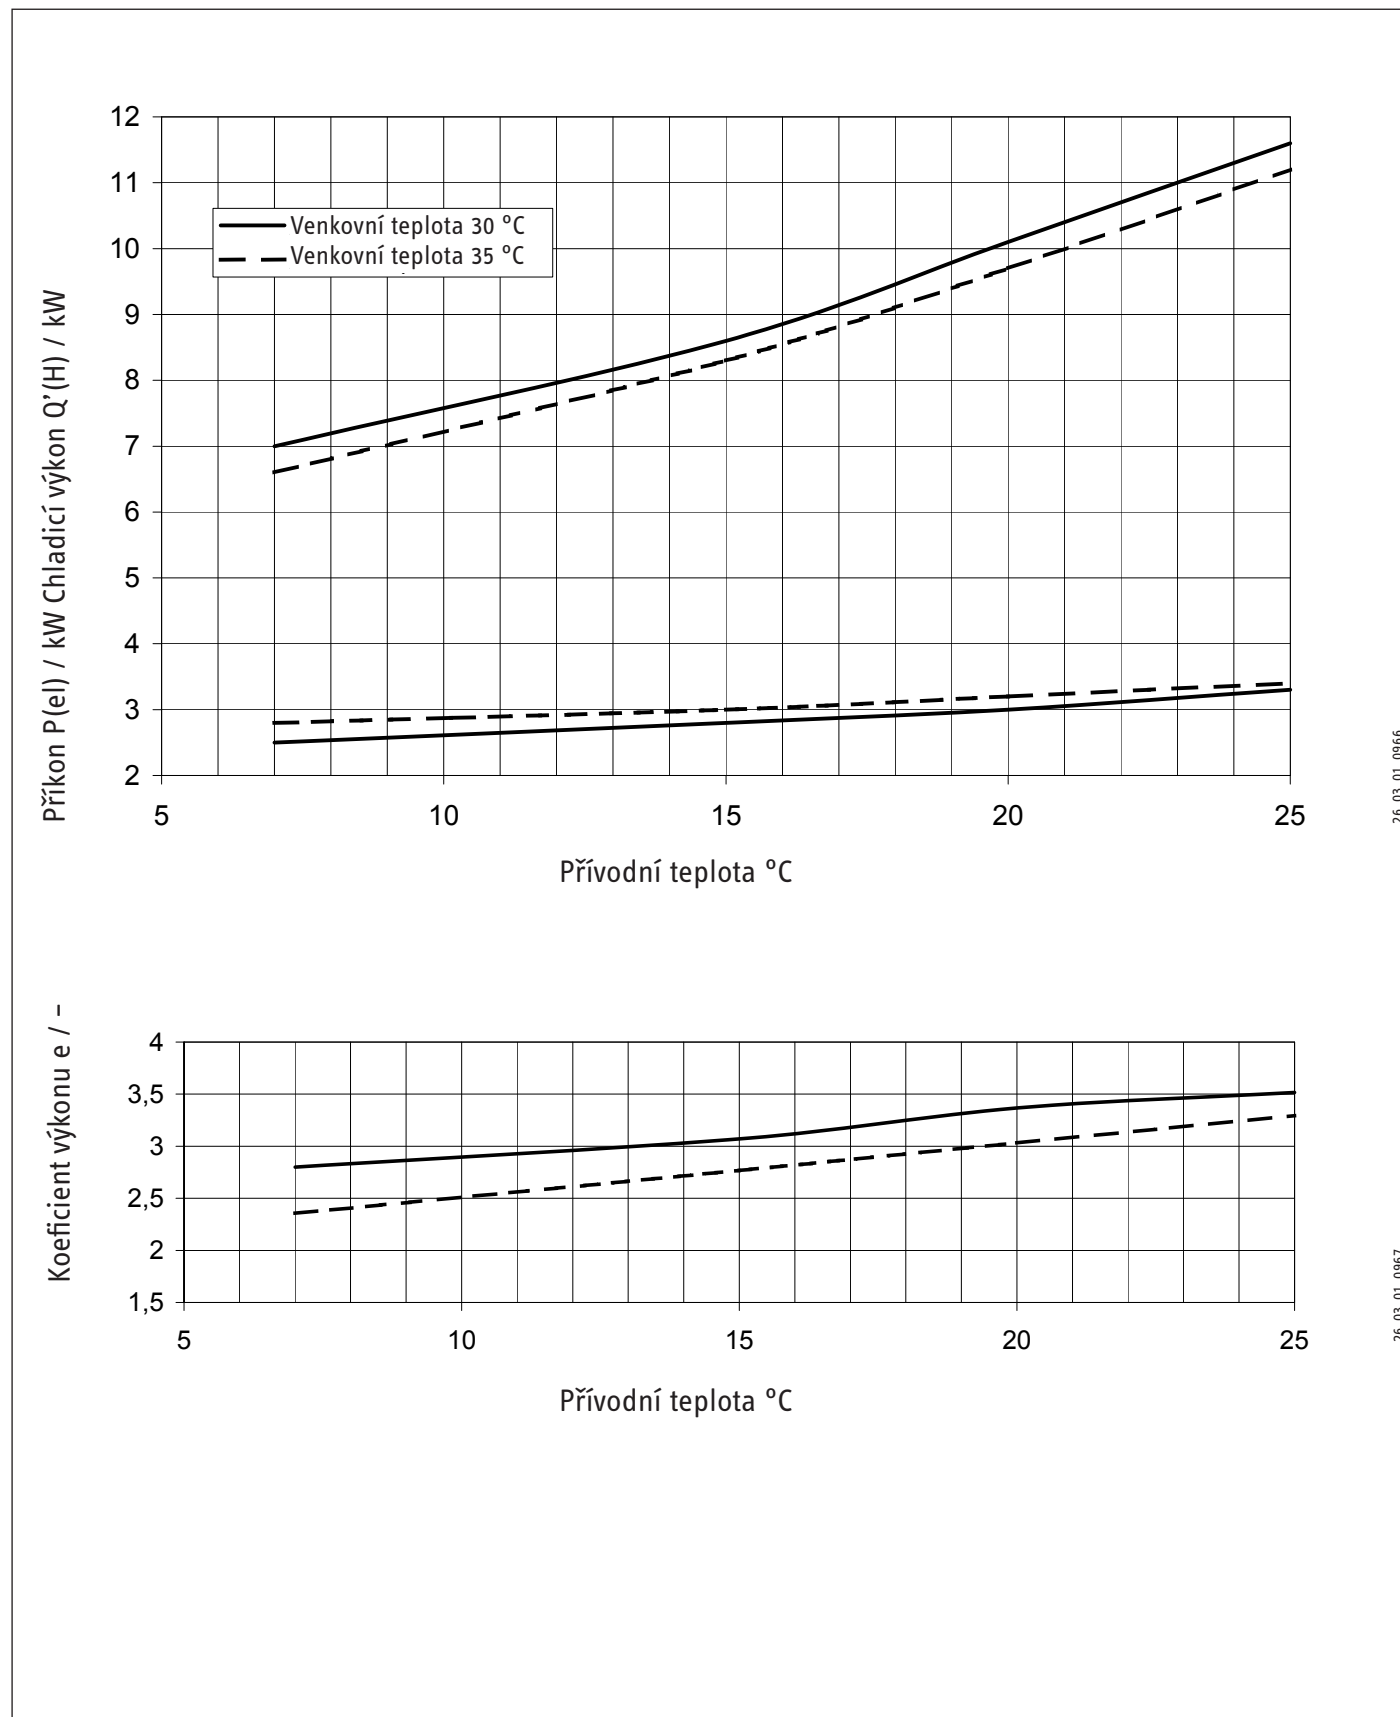 12
11
10
9
8
7
6
5
4
3
2
Venkovní teplota 30 °C
Venkovní teplota 35 °C
Příkon P(el) / kW Chladicí výkon Q’(H) / kW
5 10 15 20 25
Přívodní teplota °C
26_03_01_0966
4
3,5
3
2,5
2
1,5
Koeficient výkonu e / –
5 10 15 20 25
Přívodní teplota °C
26_03_01_0967